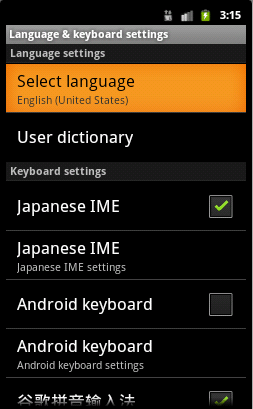 3:15
Language & keyboard settings
Language settings
Select language
English (United States)
User dictionary
Keyboard settings
Japanese IME
Japanese IME
Japanese IME settings
Android keyboard
Android keyboard
Android keyboard settings
谷歌拼音输入法